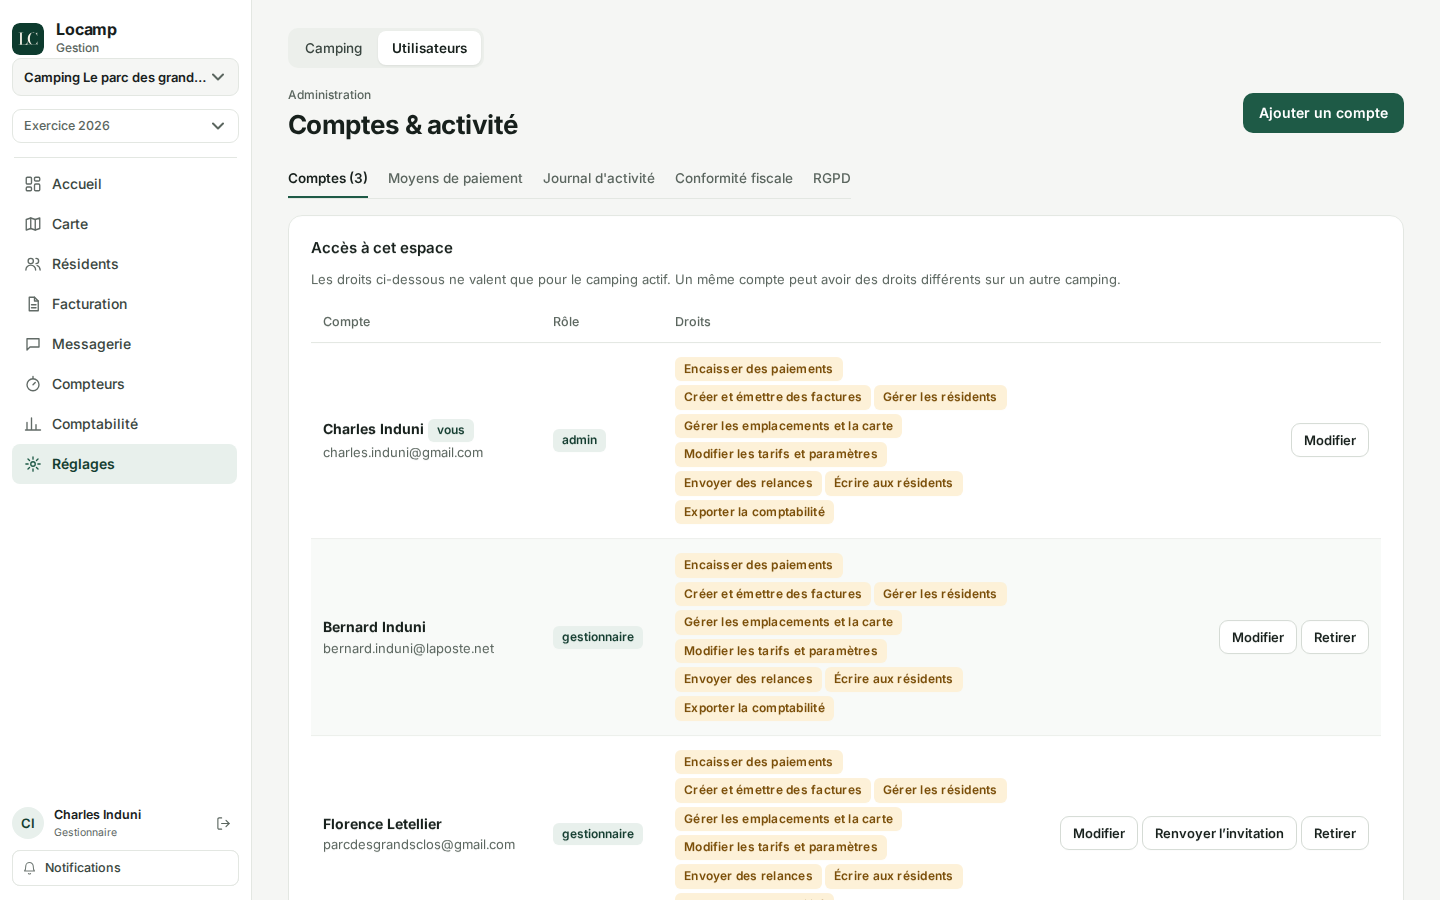 LC
Locamp
Gestion
Camping Le parc des grand...
Exercice 2026
Accueil
Carte
Résidents
Facturation
Messagerie
Compteurs
Comptabilité
Réglages
CI
Charles Induni
Gestionnaire
Notifications
Camping
Utilisateurs
Administration
Comptes & activité
Ajouter un compte
Comptes (3)
Moyens de paiement
Journal d'activité
Conformité fiscale
RGPD
Accès à cet espace
Les droits ci-dessous ne valent que pour le camping actif. Un même compte peut avoir des droits différents sur un autre camping.
Compte
Rôle
Droits
Charles Induni vous
charles.induni@gmail.com
admin
Encaisser des paiements
Créer et émettre des factures
Gérer les résidents
Gérer les emplacements et la carte
Modifier les tarifs et paramètres
Envoyer des relances
Écrire aux résidents
Exporter la comptabilité
Modifier
Bernard Induni
bernard.induni@laposte.net
gestionnaire
Encaisser des paiements
Créer et émettre des factures
Gérer les résidents
Gérer les emplacements et la carte
Modifier les tarifs et paramètres
Envoyer des relances
Écrire aux résidents
Exporter la comptabilité
Modifier
Retirer
Florence Letellier
parcdesgrandsclos@gmail.com
gestionnaire
Encaisser des paiements
Créer et émettre des factures
Gérer les résidents
Gérer les emplacements et la carte
Modifier les tarifs et paramètres
Envoyer des relances
Écrire aux résidents
Modifier
Renvoyer l’invitation
Retirer